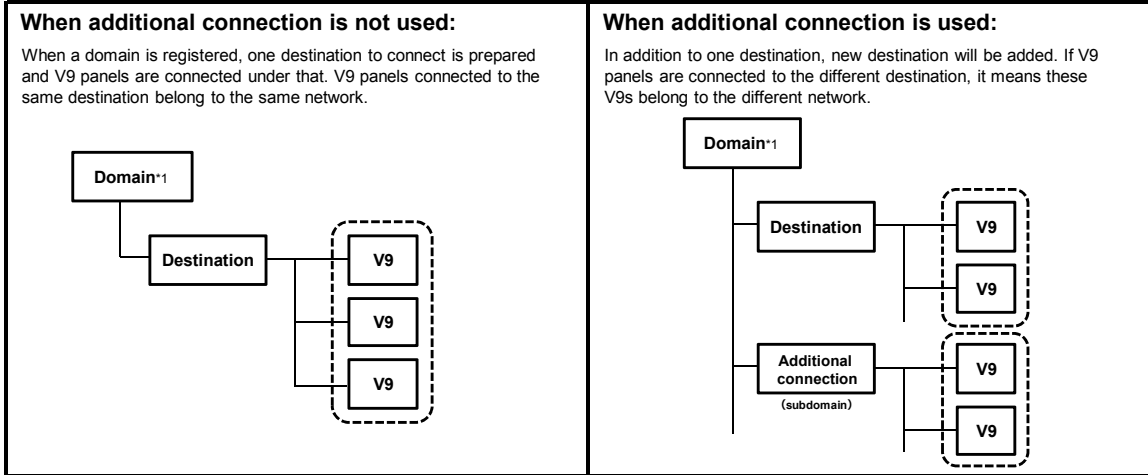 When additional connection is not used:
When a domain is registered, one destination to connect is prepared
and V9 panels are connected under that. V9 panels connected to the
same destination belong to the same network.
Domain*1
Destination
V9
V9
V9
When additional connection is used:
In addition to one destination, new destination will be added. If V9
panels are connected to the different destination, it means these
V9s belong to the different network.
Domain*1
Destination
V9
V9
Additional
connection
(subdomain)
V9
V9